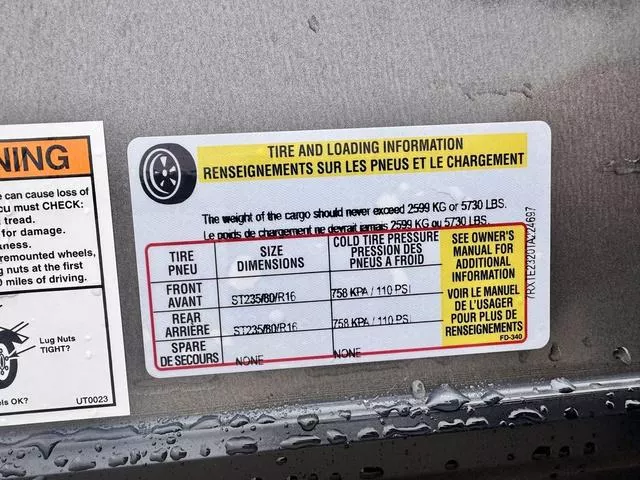 NING
e can cause loss of
ou must CHECK:
tread.
for damage.
kness.
remounted wheels,
g nuts at the first
0 miles of driving.
Lug Nuts
TIGHT?
els OK?
UT0023
TIRE AND LOADING INFORMATION
RENSEIGNEMENTS SUR LES PNEUS ET LE CHARGEMENT
The weight of the cargo should never exceed 2599 KG or 5730 LBS.
Le poids de chargement ne devrait jamais 2599 KG ou 5730 LBS.
TIRE
PNEU
SIZE
DIMENSIONS
COLD TIRE PRESSURE
PRESSION DES
PNEUS A FROID
FRONT
AVANT
ST235/80/R16
758 KPA / 110 PSI
REAR
ARRIÈRE
ST235/80/R16
758 KPA / 110 PSI
SPARE
DE SECOURS
NONE
NONE
SEE OWNER'S
MANUAL FOR
ADDITIONAL
INFORMATION
VOIR LE MANUEL
DE L'USAGER
POUR PLUS DE
RENSEIGNEMENTS
FD-340